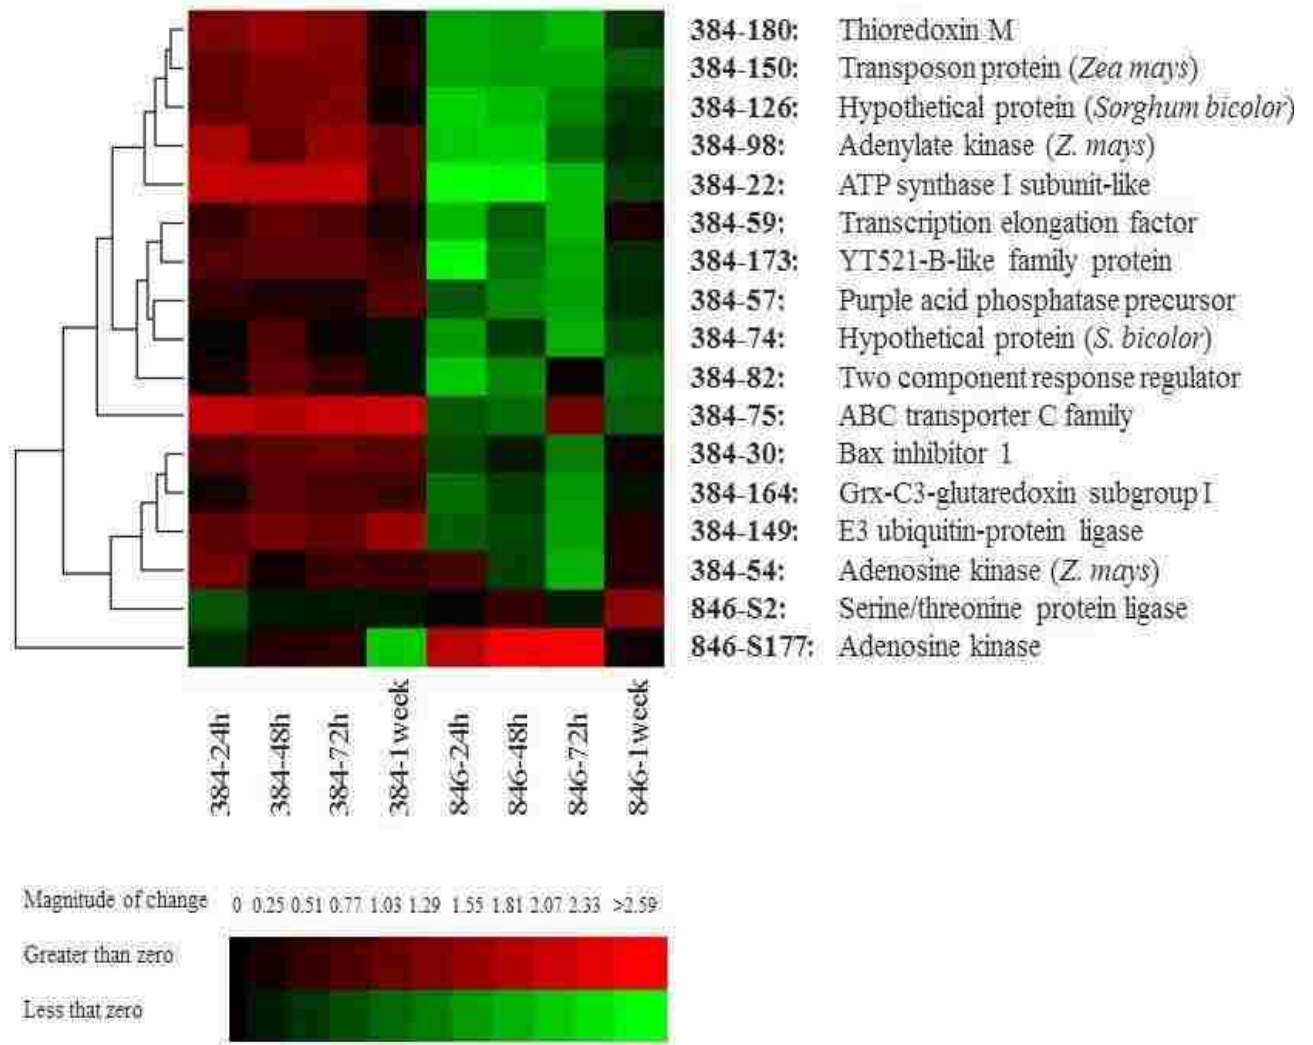 384-180: Thioredoxin M
384-150: Transposon protein (Zea mays)
384-126: Hypothetical protein (Sorghum bicolor)
384-98: Adenylate kinase (Z. mays)
384-22: ATP synthase I subunit-like
384-59: Transcription elongation factor
384-173: YT521-B-like family protein
384-57: Purple acid phosphatase precursor
384-74: Hypothetical protein (S. bicolor)
384-82: Two component response regulator
384-75: ABC transporter C family
384-30: Bax inhibitor 1
384-164: Grx-C3-glutaredoxin subgroup I
384-149: E3 ubiquitin-protein ligase
384-54: Adenosine kinase (Z. mays)
846-S2: Serine/threonine protein ligase
846-S177: Adenosine kinase
384-24h
384-48h
384-72h
384-1week
846-24h
846-48h
846-72h
846-1week
Magnitude of change 0 0.25 0.51 0.77 1.03 1.29 1.55 1.81 2.07 2.33 >2.59
Greater than zero
Less that zero